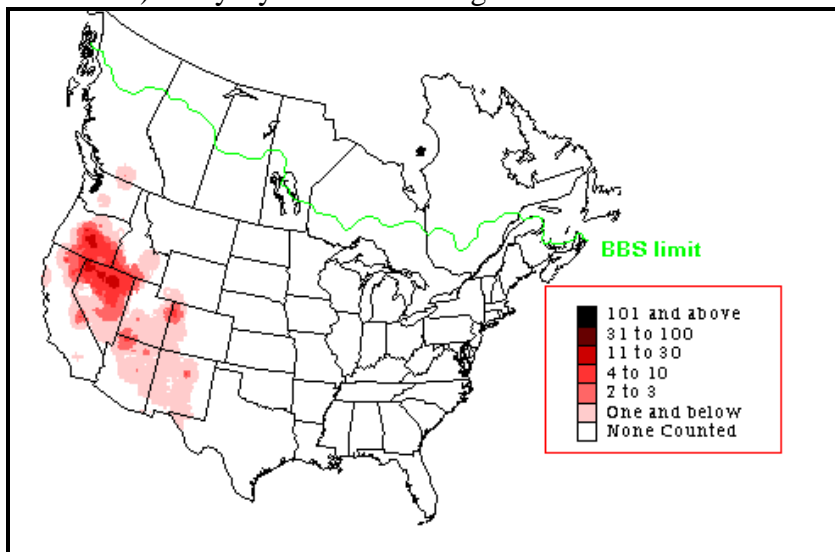 BBS limit
101 and above
31 to 100
11 to 30
4 to 10
2 to 3
One and below
None Counted